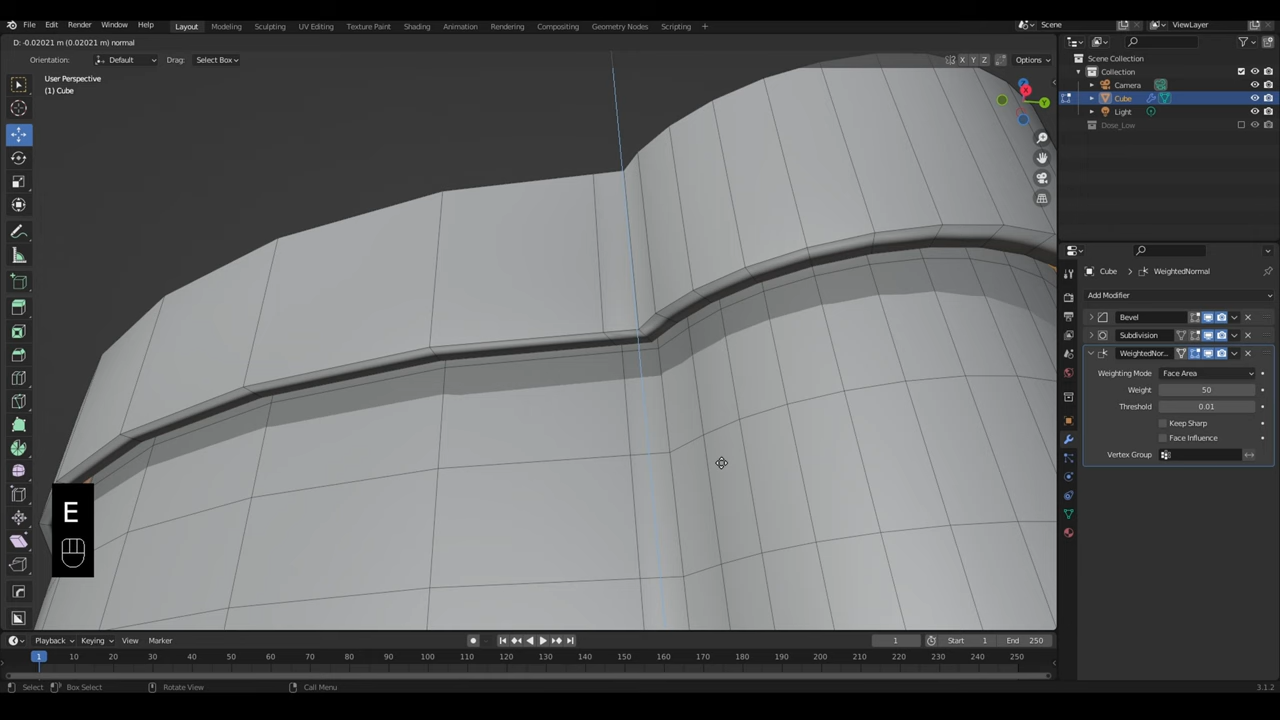 File Edit Render Window Help Layout Modeling Sculpting UV Editing Texture Paint Shading Animation Rendering Compositing Geometry Nodes Scripting + Scene ViewLayer
D: -0.02021 m (0.02021 m) normal
Orientation: Default Drag: Select Box X Y Z Options
User Perspective
(1) Cube
Scene Collection
Collection
Camera
Cube
Light
Dose_Low
X
Y
Z
Cube > WeightedNormal
Add Modifier
Bevel
Subdivision
WeightedNor...
Weighting Mode Face Area
Weight 50
Threshold 0.01
Keep Sharp
Face Influence
Vertex Group
E
Playback Keying View Marker 1 Start 1 End 250
1 10 20 30 40 50 60 70 80 90 100 110 120 130 140 150 160 170 180 190 200 210 220 230 240 250
Select Box Select Rotate View Call Menu 3.1.2